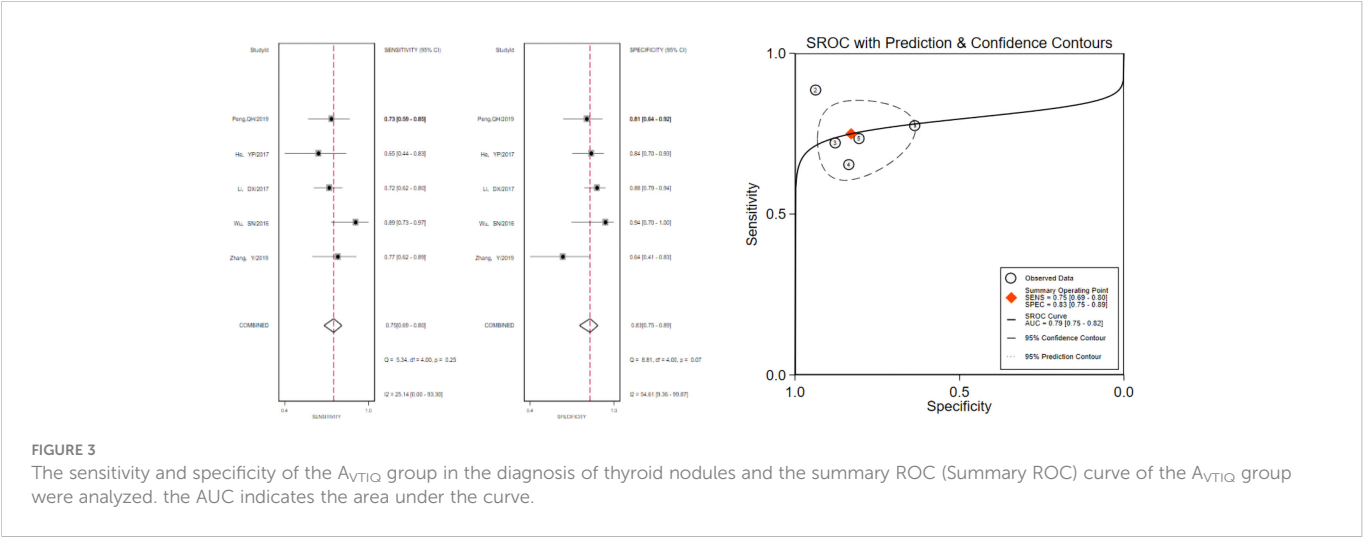 StudyId SENSITIVITY (95% CI)
Peng,QH/2019 0.73 [0.59 - 0.85]
He, YP/2017 0.65 [0.44 - 0.83]
Li, DX/2017 0.72 [0.62 - 0.80]
Wu, SN/2016 0.89 [0.73 - 0.97]
Zhang, Y/2019 0.77 [0.62 - 0.89]
COMBINED 0.75[0.69 - 0.80]
Q = 5.34, df = 4.00, p = 0.25
I2 = 25.14 [0.00 - 93.30]
0.4 1.0
SENSITIVITY
StudyId SPECIFICITY (95% CI)
Peng,QH/2019 0.81 [0.64 - 0.92]
He, YP/2017 0.84 [0.70 - 0.93]
Li, DX/2017 0.88 [0.79 - 0.94]
Wu, SN/2016 0.94 [0.70 - 1.00]
Zhang, Y/2019 0.64 [0.41 - 0.83]
COMBINED 0.83[0.75 - 0.89]
Q = 8.81, df = 4.00, p = 0.07
I2 = 54.61 [9.36 - 99.87]
0.4 1.0
SPECIFICITY
SROC with Prediction & Confidence Contours
1.0
2
1
3
5
4
0.5
Sensitivity
Observed Data
Summary Operating Point
SENS = 0.75 [0.69 - 0.80]
SPEC = 0.83 [0.75 - 0.89]
SROC Curve
AUC = 0.79 [0.75 - 0.82]
95% Confidence Contour
95% Prediction Contour
0.0
1.0 0.5 0.0
Specificity
FIGURE 3
The sensitivity and specificity of the AVTIQ group in the diagnosis of thyroid nodules and the summary ROC (Summary ROC) curve of the AVTIQ group
were analyzed. the AUC indicates the area under the curve.